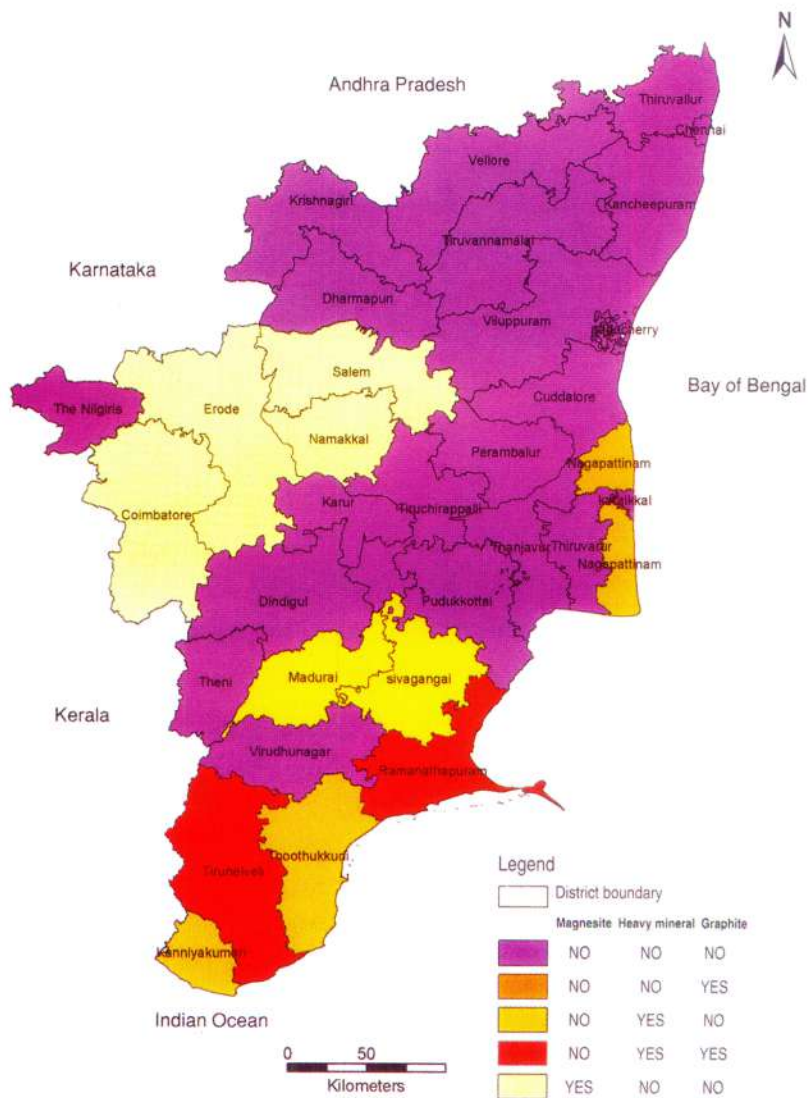 N
Andhra Pradesh
Thiruvallur
Chennai
Vellore
Krishnagiri
Kancheepuram
Tiruvannamalai
Karnataka
Dharmapuri
Viluppuram
Salem
Bay of Bengal
The Nilgiris
Erode
Cuddalore
Namakkal
Perambalur
Nagapattinam
Coimbatore
Karur
Tiruchirappalli
Thanjavur
Thiruvarur
Nagapattinam
Dindigul
Pudukkottai
Madurai
sivagangai
Theni
Kerala
Virudhunagar
Ramanathapuram
Thoothukkudi
Tirunelveli
Kanniyakumari
Indian Ocean
0 50
Kilometers
Legend
District boundary
Magnesite Heavy mineral Graphite
NO NO NO
NO NO YES
NO YES NO
NO YES YES
YES NO NO